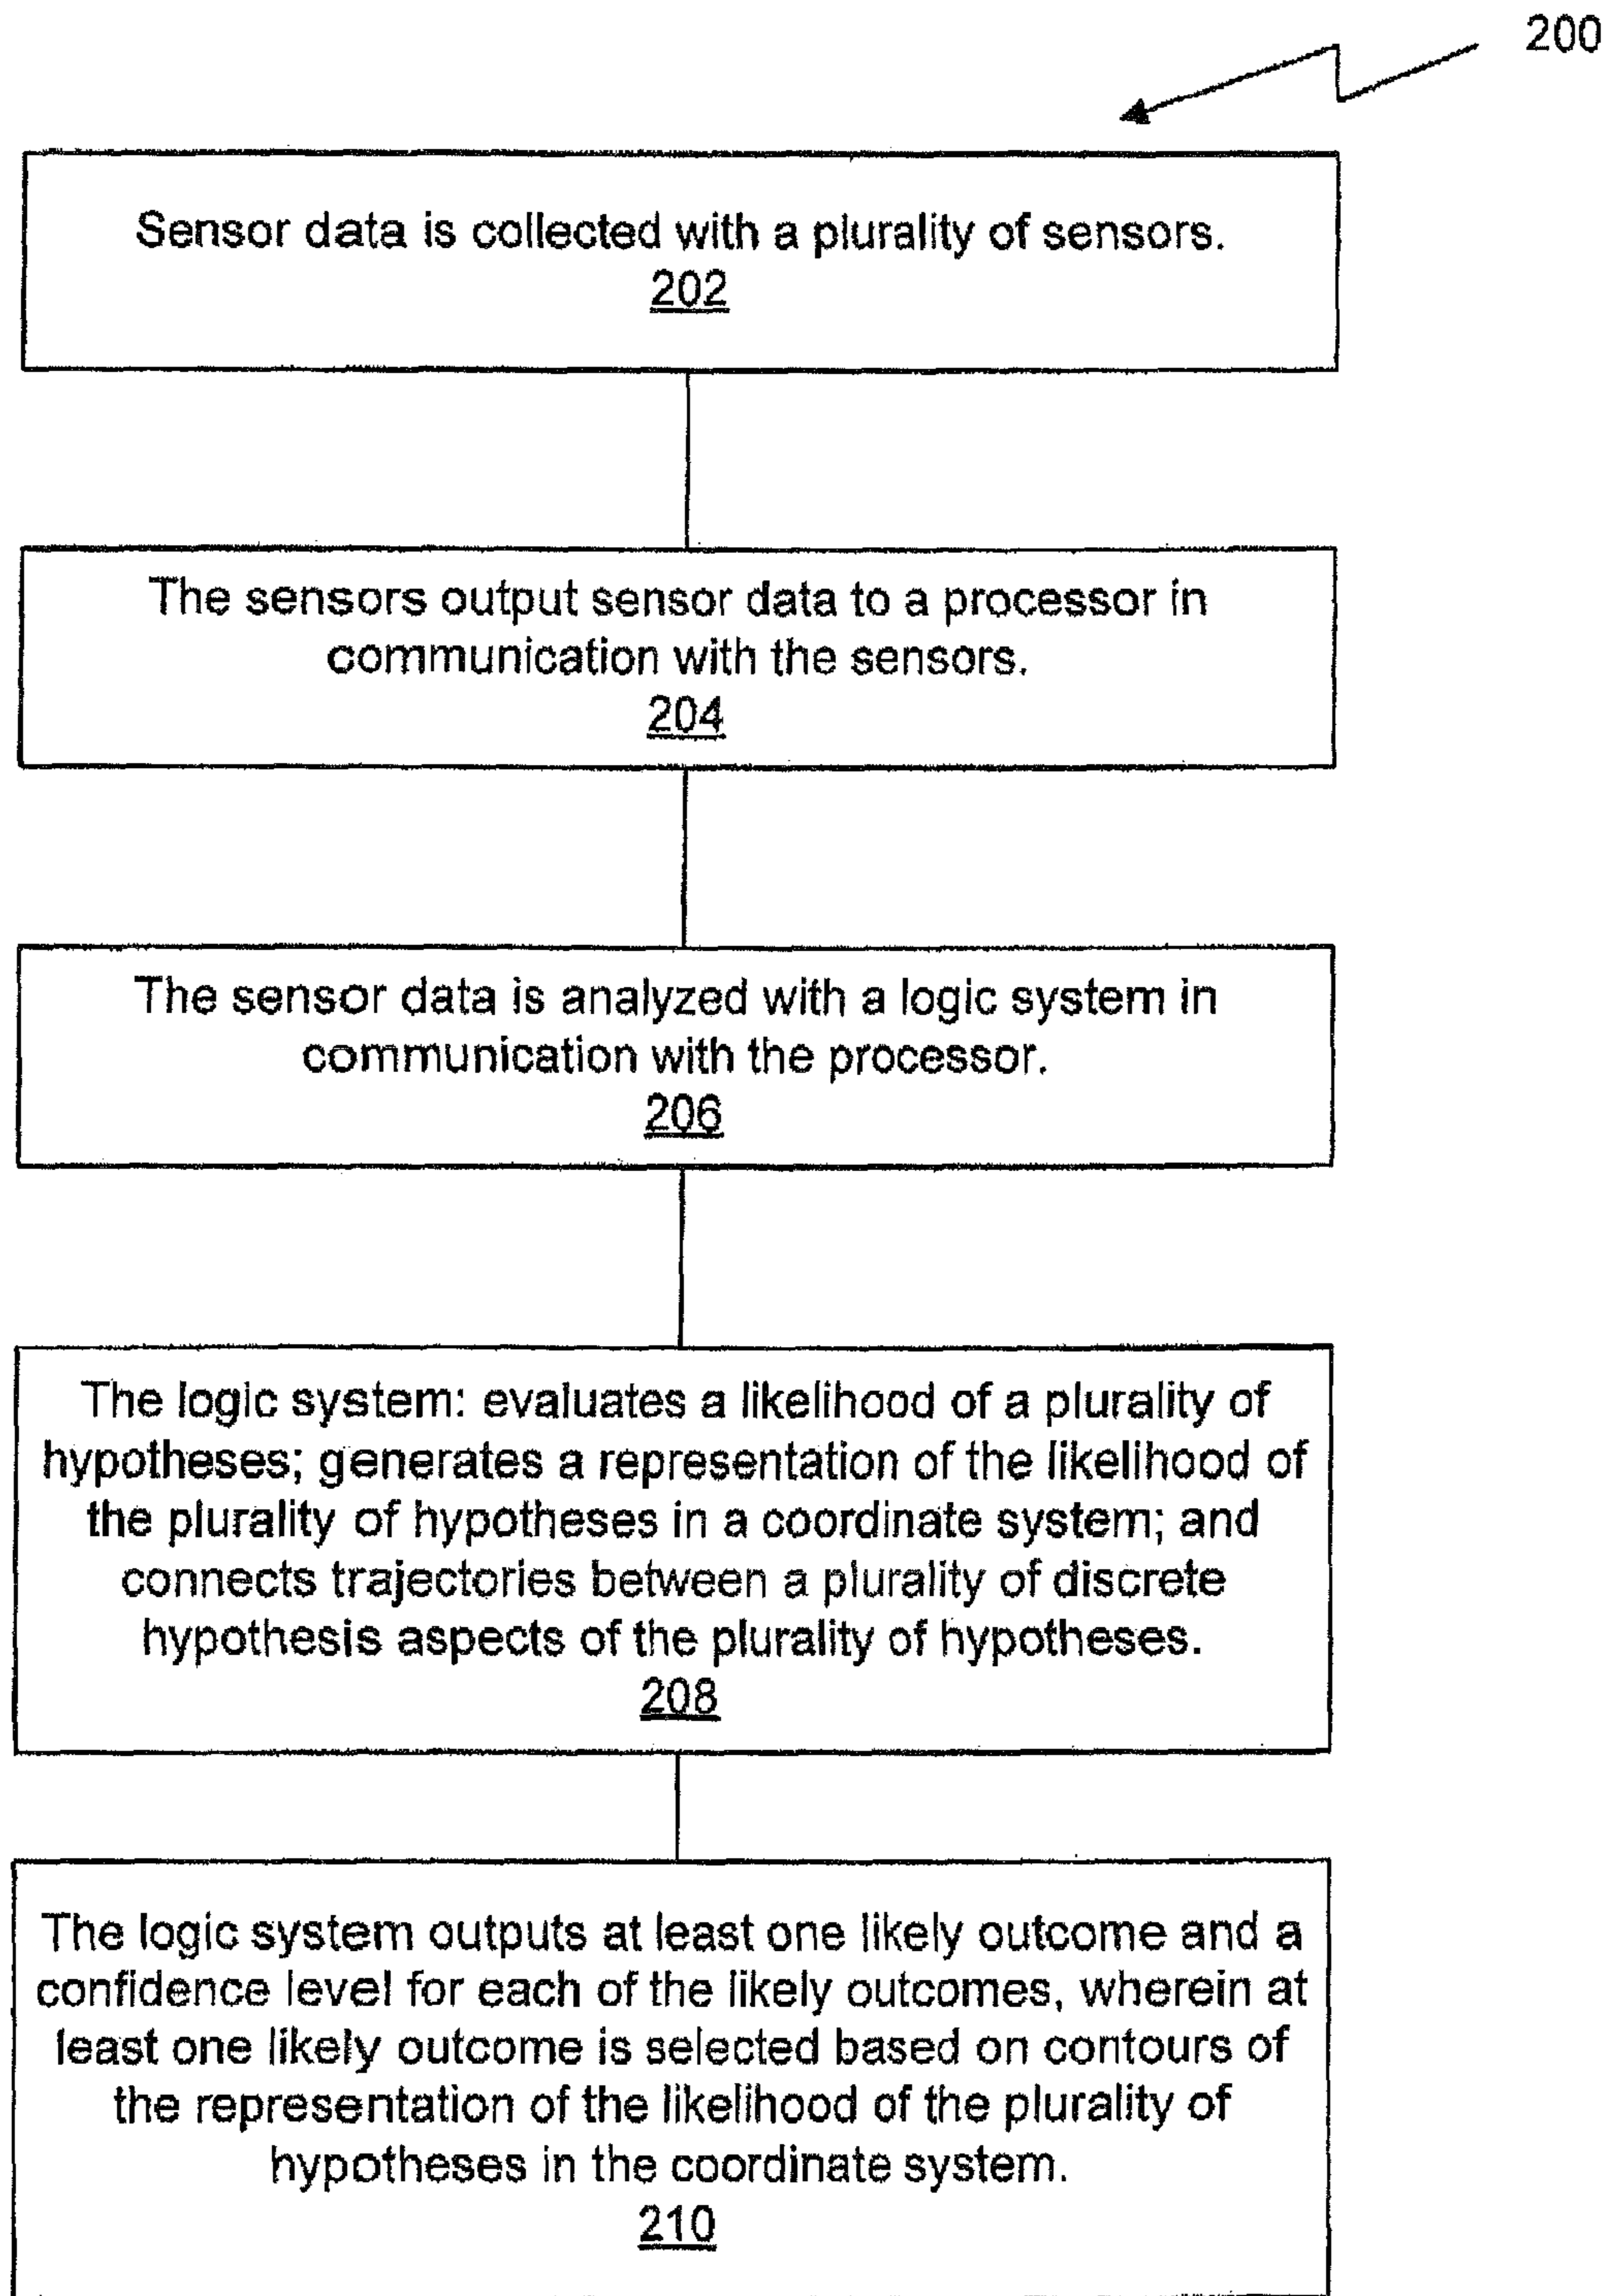 200
Sensor data is collected with a plurality of sensors.
202
The sensors output sensor data to a processor in
communication with the sensors.
204
The sensor data is analyzed with a logic system in
communication with the processor.
206
The logic system: evaluates a likelihood of a plurality of
hypotheses; generates a representation of the likelihood of
the plurality of hypotheses in a coordinate system; and
connects trajectories between a plurality of discrete
hypothesis aspects of the plurality of hypotheses.
208
The logic system outputs at least one likely outcome and a
confidence level for each of the likely outcomes, wherein at
least one likely outcome is selected based on contours of
the representation of the likelihood of the plurality of
hypotheses in the coordinate system.
210